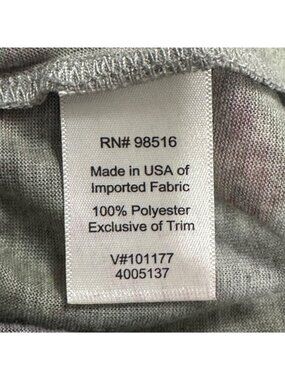 RN# 98516
Made in USA of
Imported Fabric
100% Polyester
Exclusive of Trim
V#101177
4005137